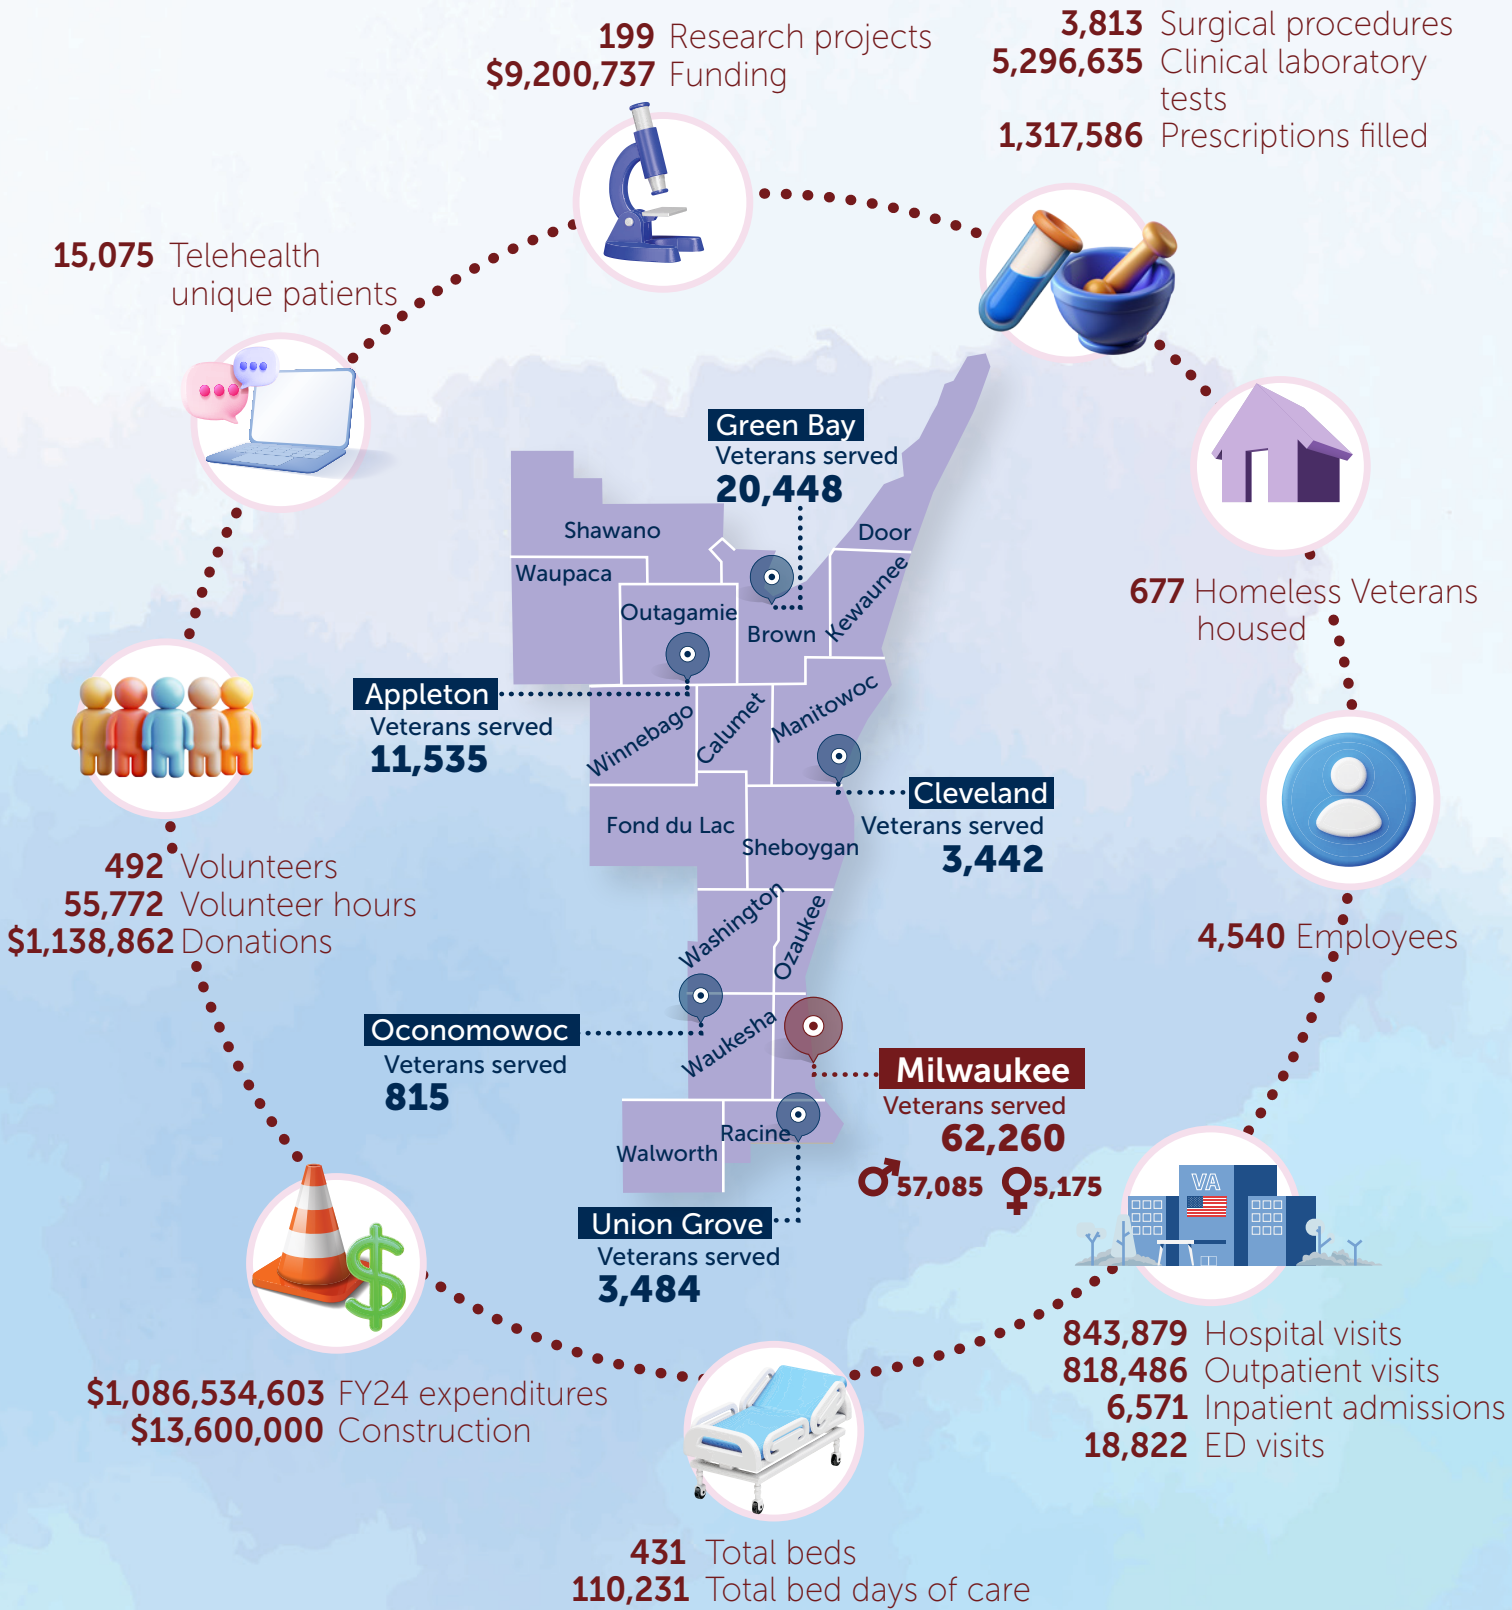 199 Research projects
$9,200,737 Funding
3,813 Surgical procedures
5,296,635 Clinical laboratory
tests
1,317,586 Prescriptions filled
15,075 Telehealth
unique patients
Green Bay
Veterans served
20,448
Shawano
Door
Waupaca
Kewaunee
Outagamie
Brown
677 Homeless Veterans
housed
Appleton
Veterans served
11,535
Winnebago
Calumet
Manitowoc
Cleveland
Veterans served
3,442
Fond du Lac
Sheboygan
492 Volunteers
55,772 Volunteer hours
$1,138,862 Donations
Washington
Ozaukee
4,540 Employees
Oconomowoc
Veterans served
815
Waukesha
Milwaukee
Veterans served
62,260
♂57,085 ♀5,175
Racine
Walworth
Union Grove
Veterans served
3,484
VA
843,879 Hospital visits
818,486 Outpatient visits
6,571 Inpatient admissions
18,822 ED visits
$1,086,534,603 FY24 expenditures
$13,600,000 Construction
431 Total beds
110,231 Total bed days of care